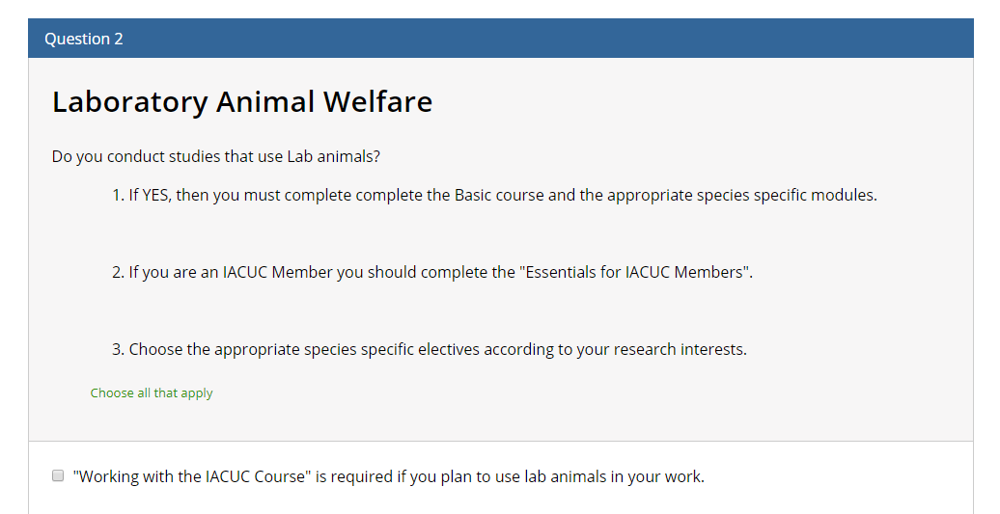 Question 2
Laboratory Animal Welfare
Do you conduct studies that use Lab animals?
1. If YES, then you must complete complete the Basic course and the appropriate species specific modules.
2. If you are an IACUC Member you should complete the "Essentials for IACUC Members".
3. Choose the appropriate species specific electives according to your research interests.
Choose all that apply
"Working with the IACUC Course" is required if you plan to use lab animals in your work.